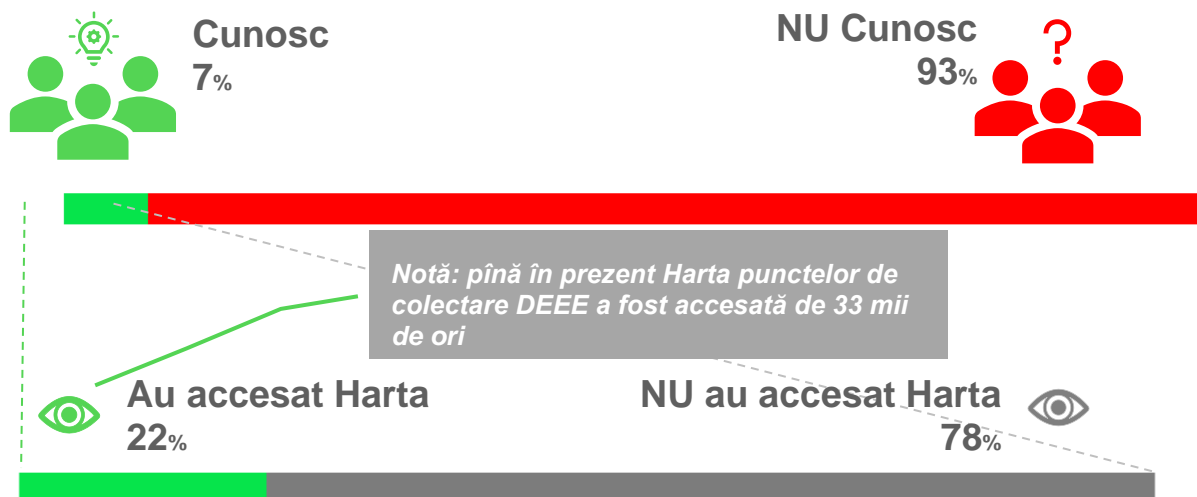 Cunosc
7%
NU Cunosc
93%
?
Notă: pînă în prezent Harta punctelor de
colectare DEEE a fost accesată de 33 mii
de ori
Au accesat Harta
22%
NU au accesat Harta
78%